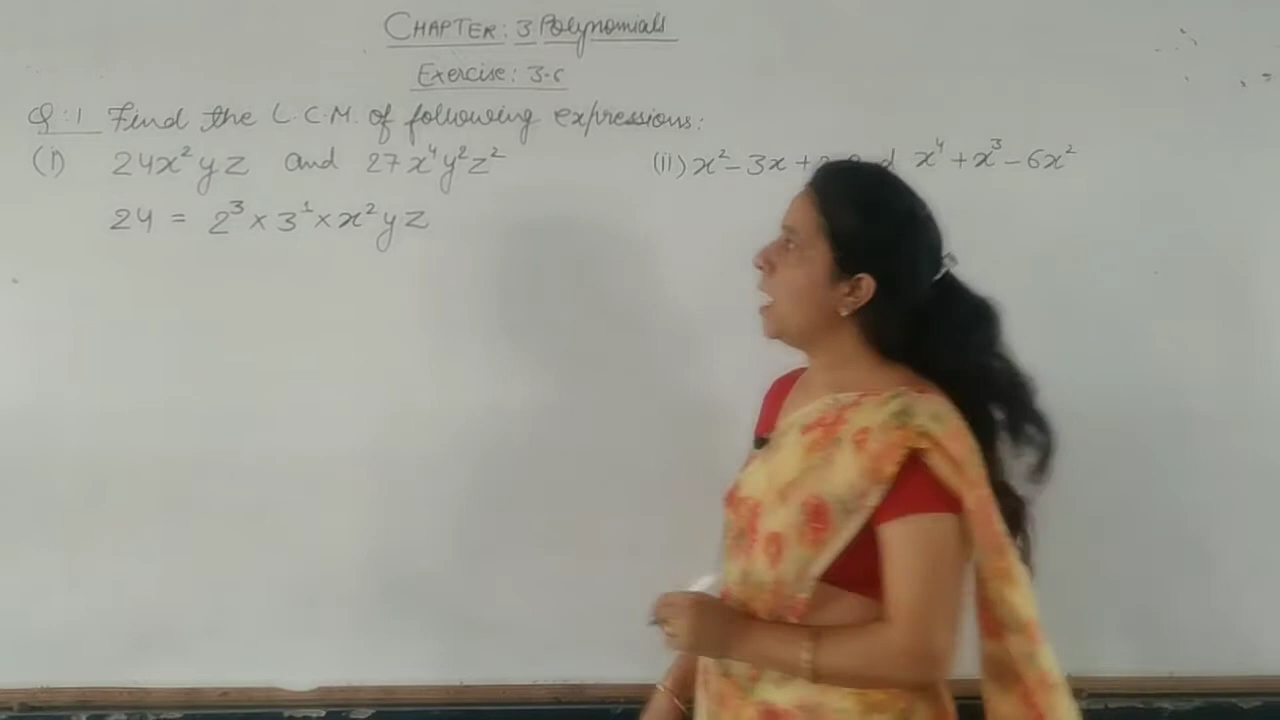 CHAPTER: 3 Polynomials
Exercise: 3.c
Q:1 Find the L.C.M. of following expressions:
(i) 24x²yz and 27x⁴y²z² (ii) x²-3x+ x⁴+x³-6x²
24 = 2³×3¹×x²yz